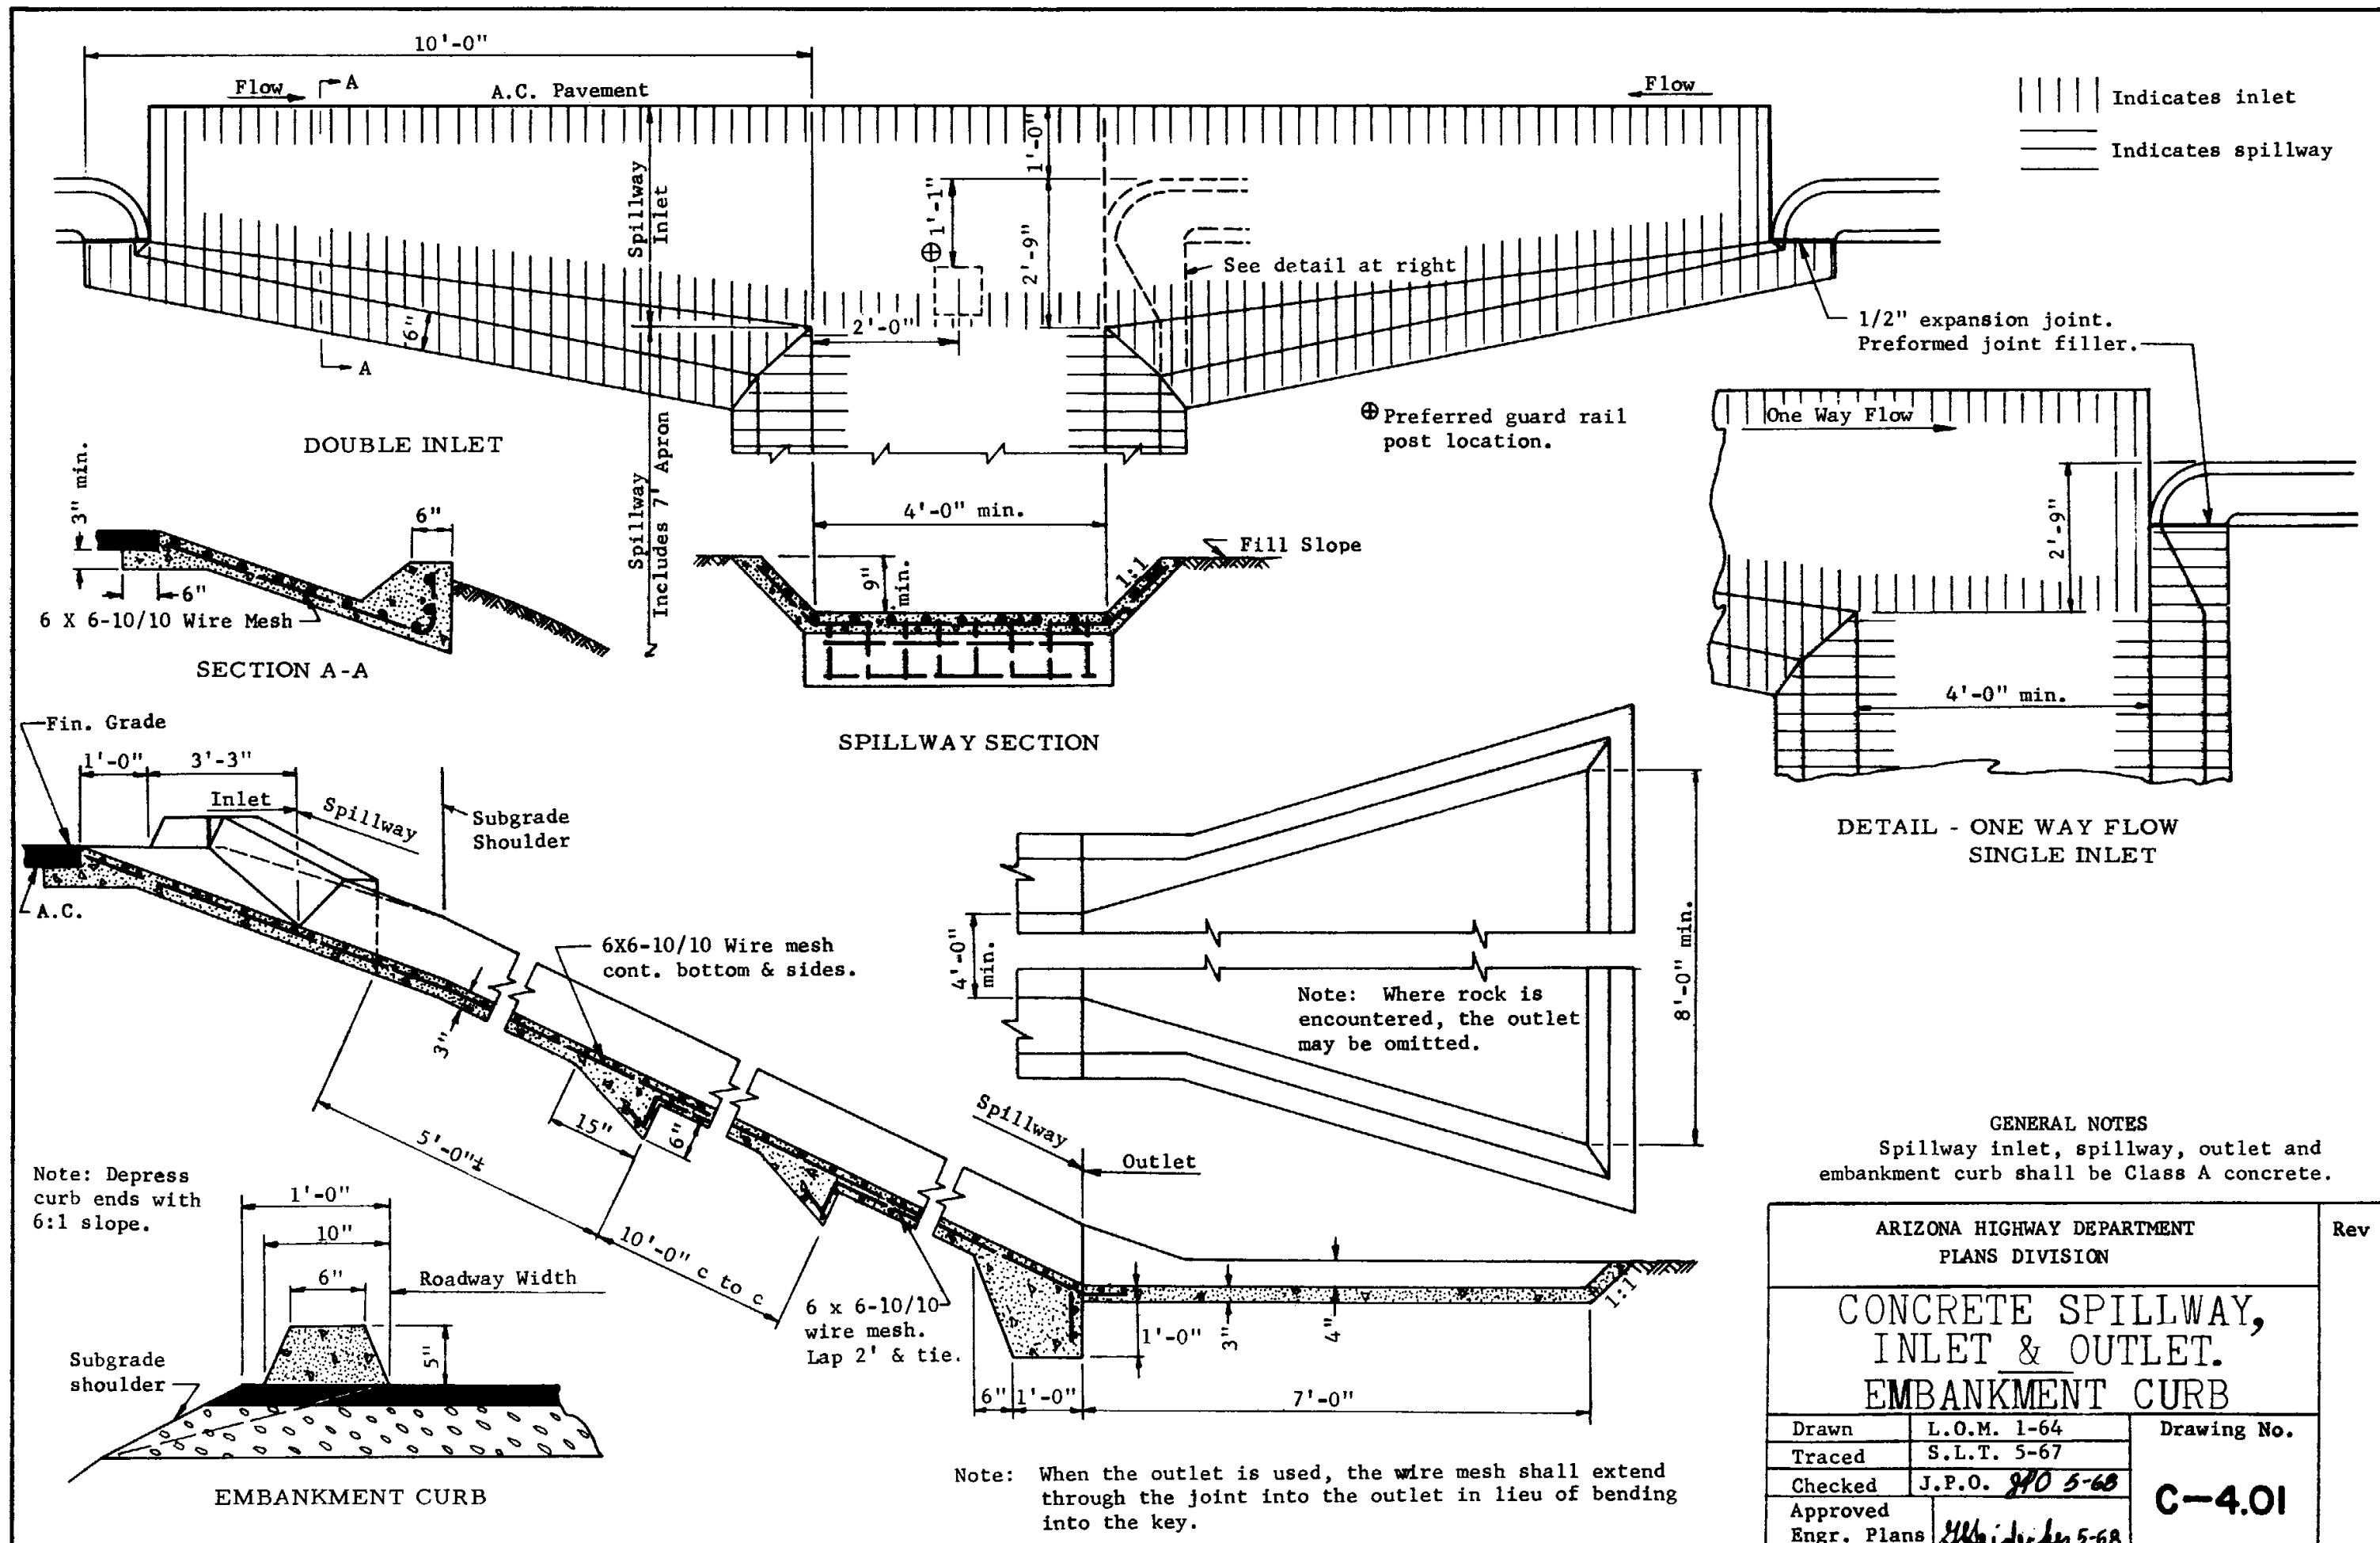 10'-0"
Flow
A
A.C. Pavement
Flow
Indicates inlet
Indicates spillway
Spillway
Inlet
1'-0"
⊕ 1'-1"
2'-9"
See detail at right
6"
A
2'-0"
1/2" expansion joint.
Preformed joint filler.
DOUBLE INLET
⊕ Preferred guard rail
post location.
One Way Flow
2'-9"
4'-0" min.
DETAIL - ONE WAY FLOW
SINGLE INLET
3" min.
6"
6"
6 X 6-10/10 Wire Mesh
SECTION A-A
Spillway
Includes 7' Apron
4'-0" min.
9"
min.
1:1
Fill Slope
SPILLWAY SECTION
Fin. Grade
1'-0"
3'-3"
Inlet
Spillway
Subgrade
Shoulder
A.C.
6X6-10/10 Wire mesh
cont. bottom & sides.
3"
15"
6"
5'-0"±
10'-0" c to c
6 x 6-10/10
wire mesh.
Lap 2' & tie.
4'-0"
min.
Note: Where rock is
encountered, the outlet
may be omitted.
8'-0" min.
Spillway
Outlet
1'-0"
3"
4"
1:1
6"
1'-0"
7'-0"
Note: Depress
curb ends with
6:1 slope.
1'-0"
10"
6"
Roadway Width
5"
Subgrade
shoulder
EMBANKMENT CURB
Note: When the outlet is used, the wire mesh shall extend
through the joint into the outlet in lieu of bending
into the key.
GENERAL NOTES
Spillway inlet, spillway, outlet and
embankment curb shall be Class A concrete.
ARIZONA HIGHWAY DEPARTMENT
PLANS DIVISION
Rev
CONCRETE SPILLWAY,
INLET & OUTLET.
EMBANKMENT CURB
Drawn L.O.M. 1-64
Traced S.L.T. 5-67
Checked J.P.O. JPO 5-68
Approved
Engr. Plans 5-68
Drawing No.
C-4.01